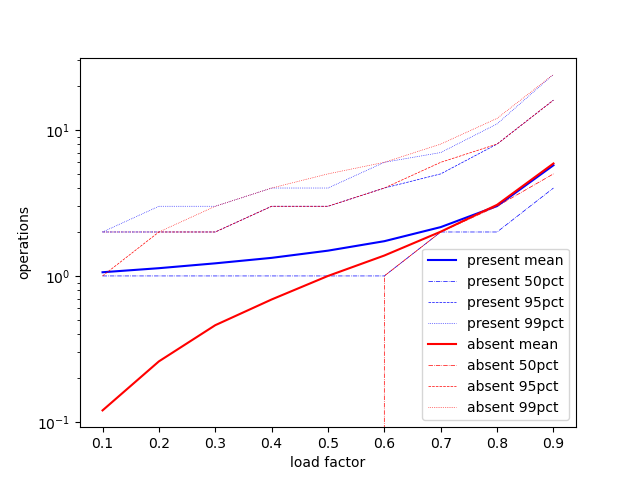 10¹
10⁰
10⁻¹
operations
0.1 0.2 0.3 0.4 0.5 0.6 0.7 0.8 0.9
load factor
present mean
present 50pct
present 95pct
present 99pct
absent mean
absent 50pct
absent 95pct
absent 99pct